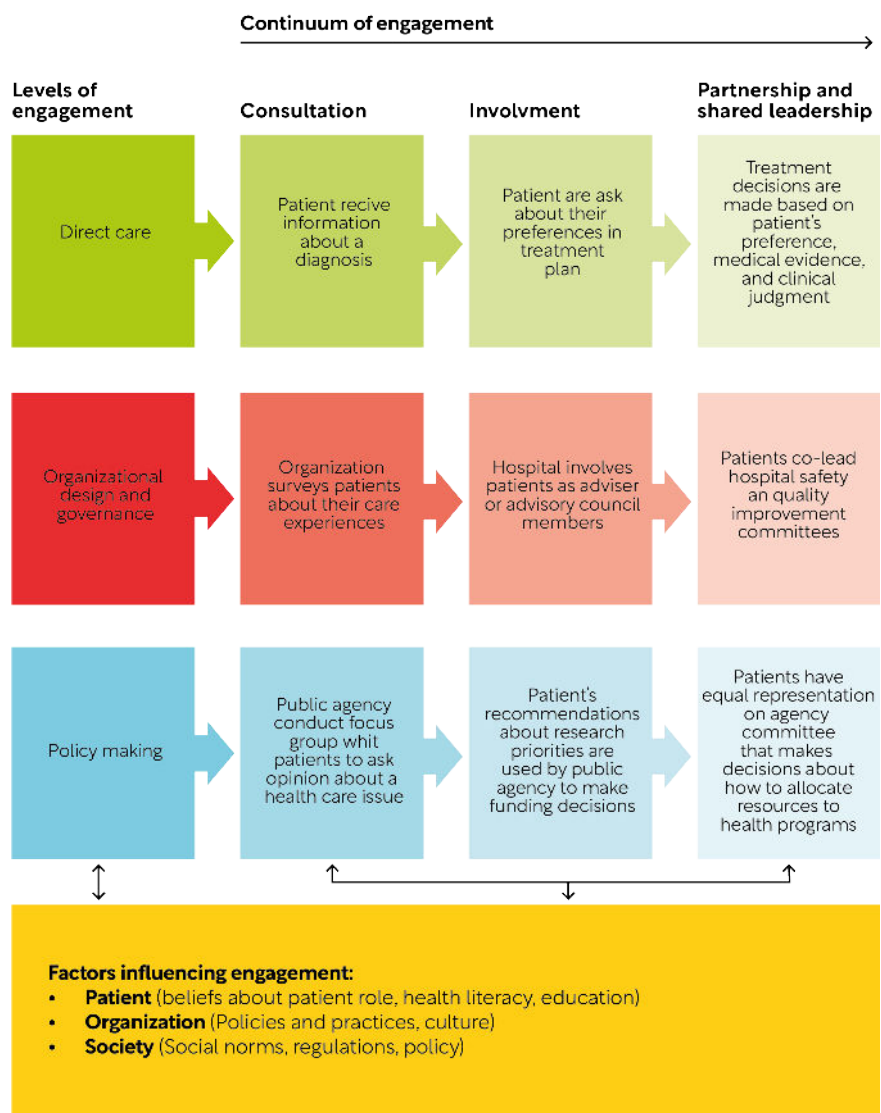 Continuum of engagement
Levels of
engagement
Consultation
Involvment
Partnership and
shared leadership
Direct care
Patient recive
information
about a
diagnosis
Patient are ask
about their
preferences in
treatment
plan
Treatment
decisions are
made based on
patient's
preference,
medical evidence,
and clinical
judgment
Organizational
design and
governance
Organization
surveys patients
about their care
experiences
Hospital involves
patients as adviser
or advisory council
members
Patients co-lead
hospital safety
an quality
improvement
committees
Policy making
Public agency
conduct focus
group whit
patients to ask
opinion about a
health care issue
Patient's
recommendations
about research
priorities are
used by public
agency to make
funding decisions
Patients have
equal representation
on agency
committee
that makes
decisions about
how to allocate
resources to
health programs
Factors influencing engagement:
• Patient (beliefs about patient role, health literacy, education)
• Organization (Policies and practices, culture)
• Society (Social norms, regulations, policy)